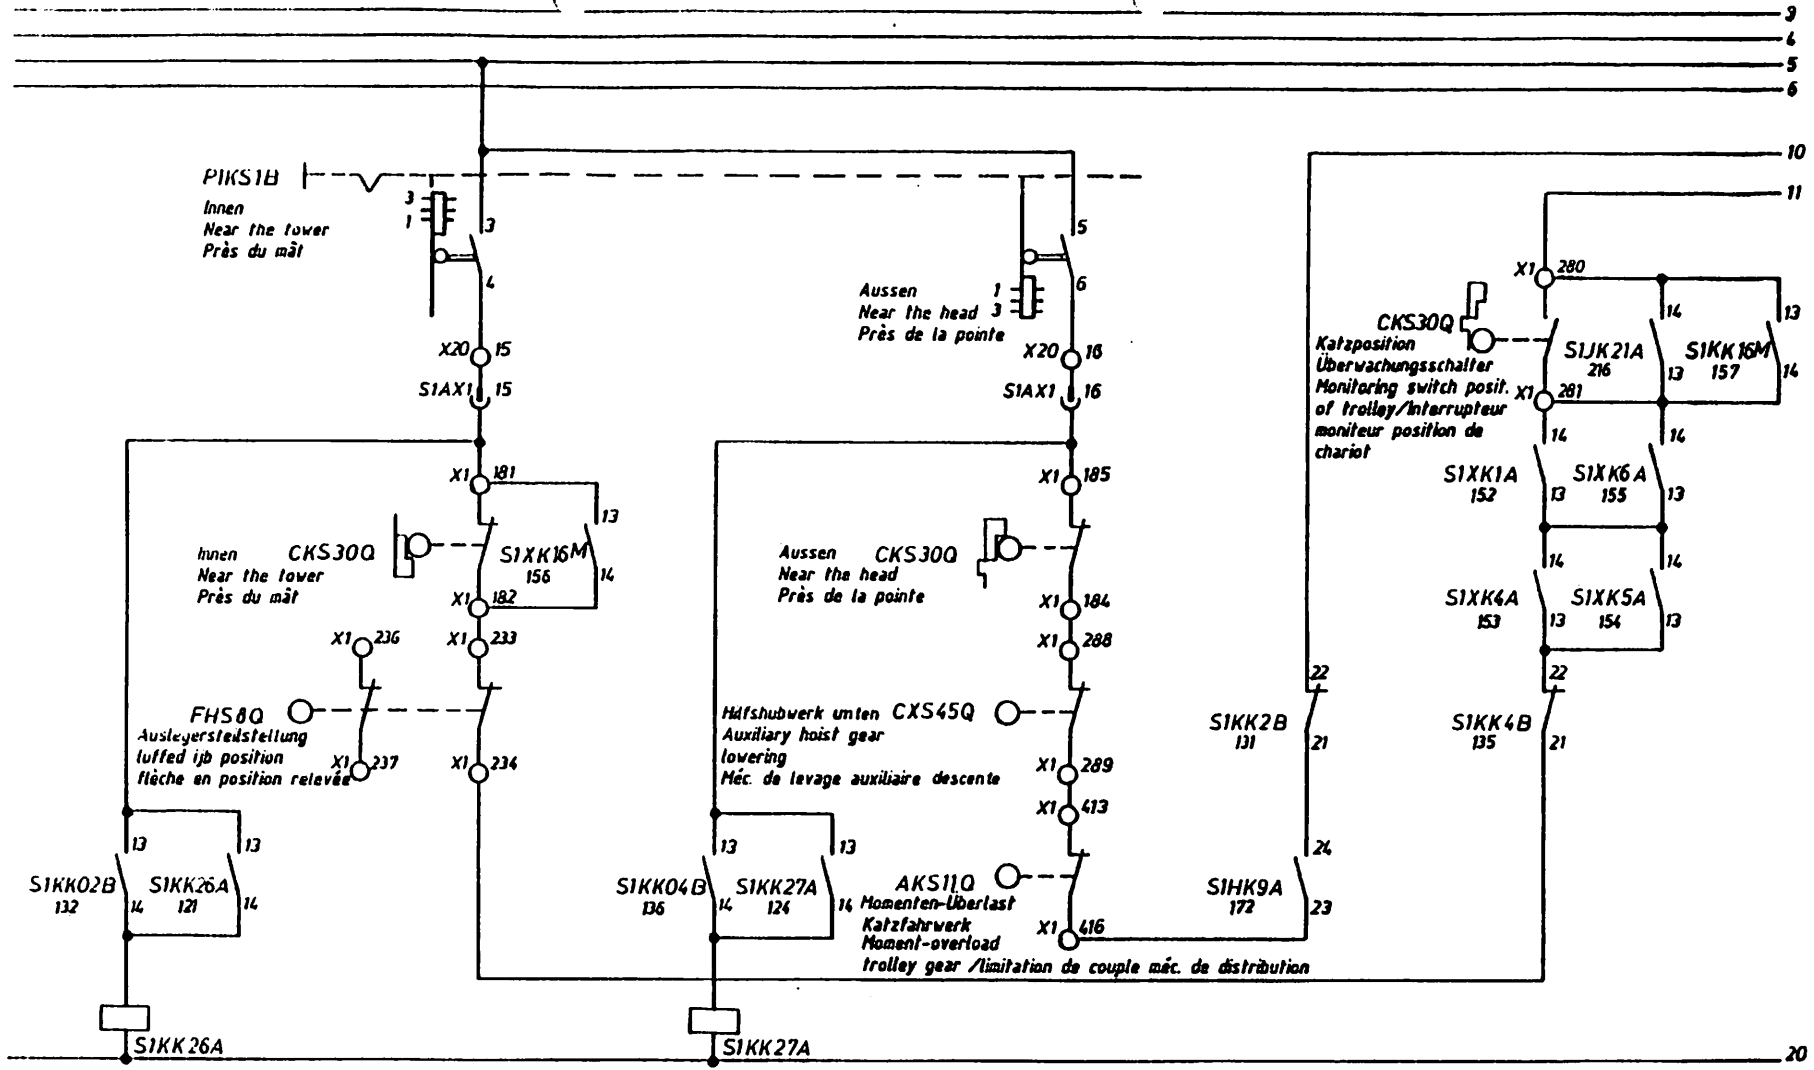 3
4
5
6
10
11
P1KS1B
Innen
Near the tower
Près du mât
3
1
3
4
X20 15
S1AX1 15
X1 181
13
14
Innen
Near the tower
Près du mât
CKS30Q
S1XK16M
156
X1 182
X1 236
X1 233
FHS8Q
Auslegersteilstellung
luffed ijb position
flèche en position relevée
X1 237
X1 234
13
14
S1KK02B
132
13
14
S1KK26A
121
S1KK26A
5
6
Aussen
Near the head
Près de la pointe
1
3
X20 16
S1AX1 16
X1 185
Aussen
Near the head
Près de la pointe
CKS30Q
X1 184
X1 288
Hilfshubwerk unten
Auxiliary hoist gear
lowering
Méc. de levage auxiliaire descente
CXS45Q
X1 289
X1 413
AKS11Q
Momenten-Überlast
Katzfahrwerk
Moment-overload
trolley gear /limitation de couple méc. de distribution
X1 416
13
14
S1KK04B
136
13
14
S1KK27A
124
S1KK27A
22
21
S1KK2B
131
24
23
S1HK9A
172
X1 280
CKS30Q
Katzposition
Überwachungsschalter
Monitoring switch posit.
of trolley/Interrupteur
moniteur position de
chariot
14
13
S1JK21A
216
13
14
S1KK16M
157
X1 281
14
13
S1XK1A
152
14
13
S1XK6A
155
14
13
S1XK4A
153
14
13
S1XK5A
154
22
21
S1KK4B
135
20